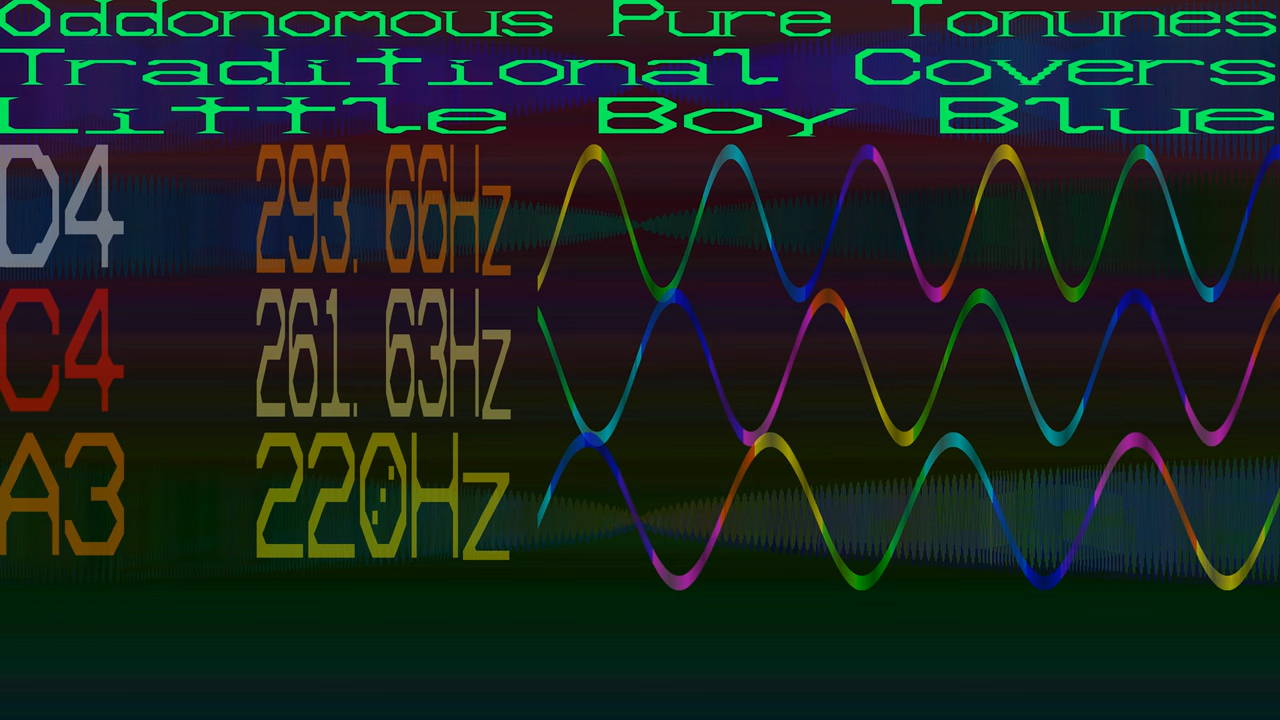 Oddonomous Pure Tonunes
Traditional Covers
Little Boy Blue
D4 293.66Hz
C4 261.63Hz
A3 220Hz